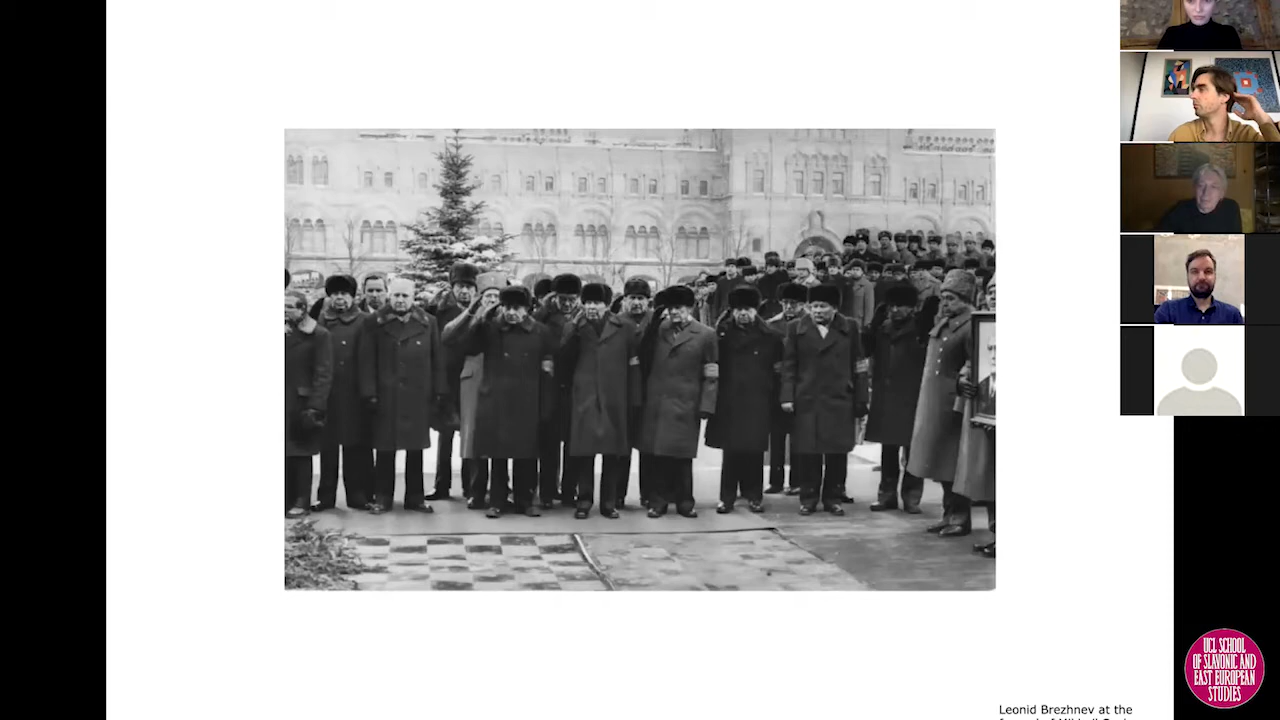 Leonid Brezhnev at the
UCL SCHOOL
OF SLAVONIC AND
EAST EUROPEAN
STUDIES